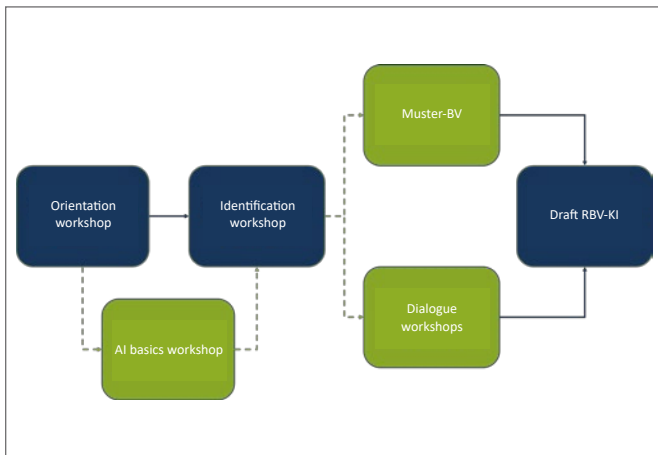 Muster-BV
Orientation
workshop
Identification
workshop
Draft RBV-KI
Dialogue
workshops
AI basics workshop